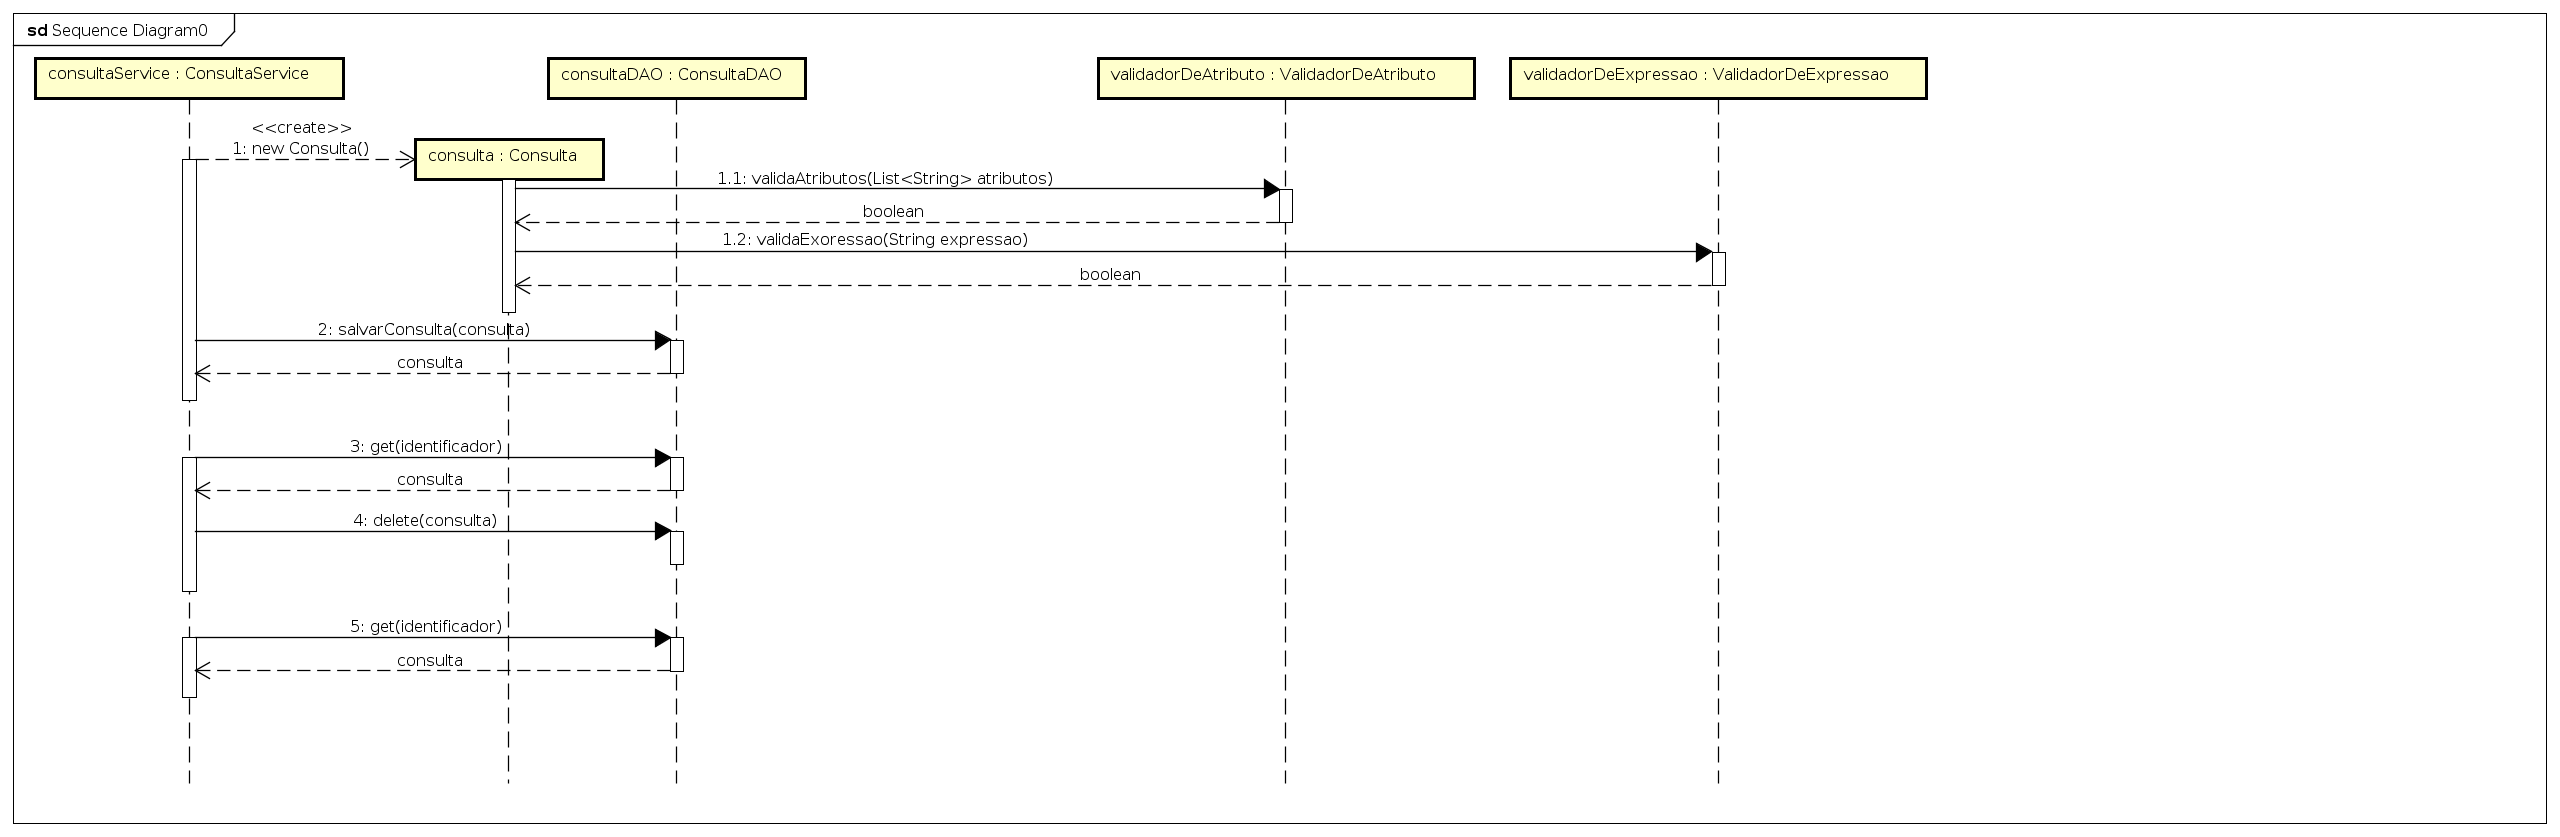 sd Sequence Diagram0
consultaService : ConsultaService
consultaDAO : ConsultaDAO
validadorDeAtributo : ValidadorDeAtributo
validadorDeExpressao : ValidadorDeExpressao
<<create>>
1: new Consulta()
consulta : Consulta
1.1: validaAtributos(List<String> atributos)
boolean
1.2: validaExoressao(String expressao)
boolean
2: salvarConsulta(consulta)
consulta
3: get(identificador)
consulta
4: delete(consulta)
5: get(identificador)
consulta